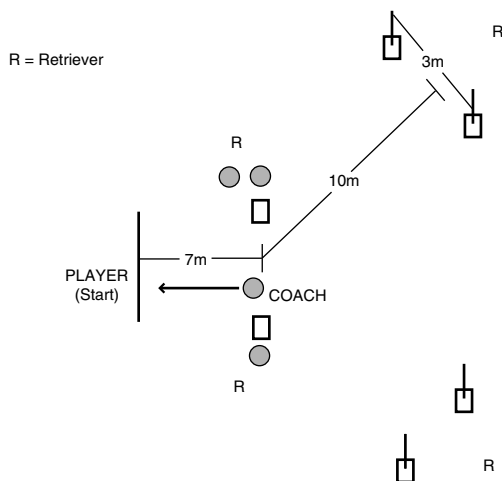 R
R = Retriever
3m
R
10m
7m
PLAYER
(Start)
COACH
R
R